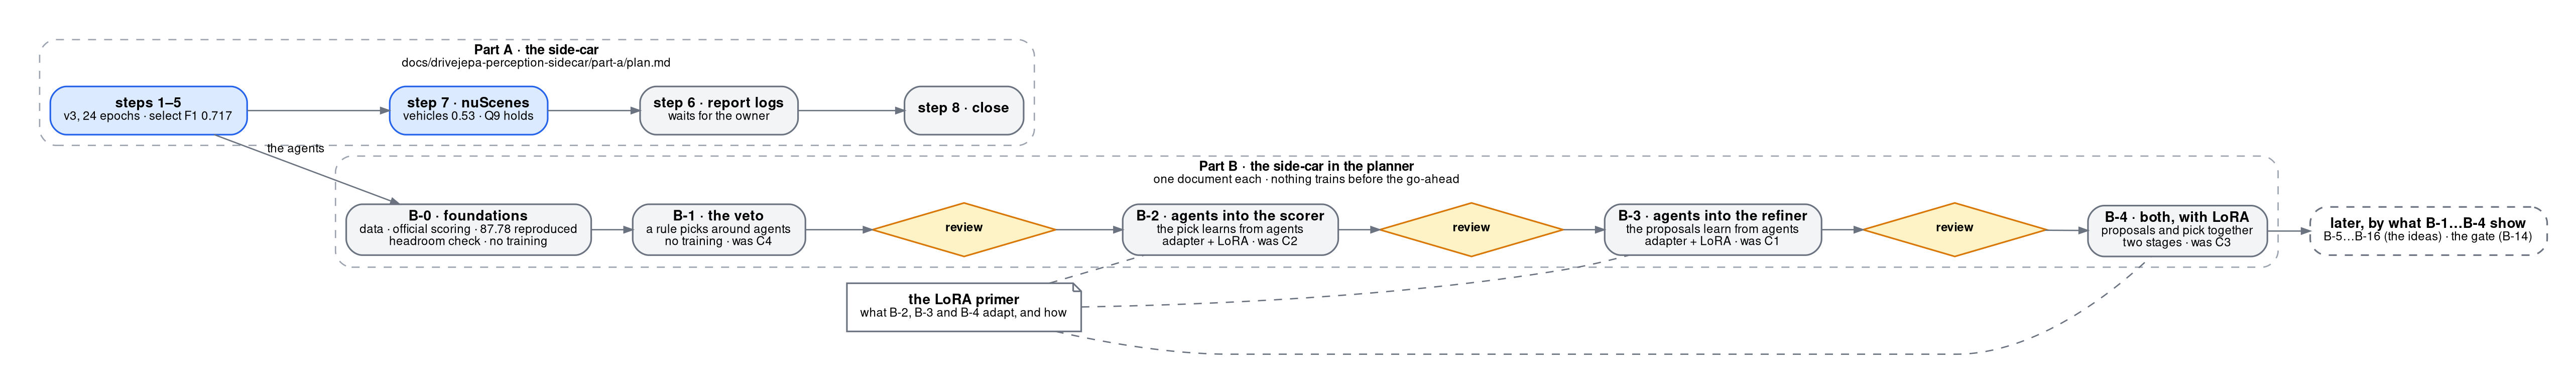 Part A · the side-car
docs/drivejepa-perception-sidecar/part-a/plan.md
steps 1–5
v3, 24 epochs · select F1 0.717
step 7 · nuScenes
vehicles 0.53 · Q9 holds
step 6 · report logs
waits for the owner
step 8 · close
the agents
Part B · the side-car in the planner
one document each · nothing trains before the go-ahead
B-0 · foundations
data · official scoring · 87.78 reproduced
headroom check · no training
B-1 · the veto
a rule picks around agents
no training · was C4
review
B-2 · agents into the scorer
the pick learns from agents
adapter + LoRA · was C2
review
B-3 · agents into the refiner
the proposals learn from agents
adapter + LoRA · was C1
review
B-4 · both, with LoRA
proposals and pick together
two stages · was C3
later, by what B-1…B-4 show
B-5…B-16 (the ideas) · the gate (B-14)
the LoRA primer
what B-2, B-3 and B-4 adapt, and how